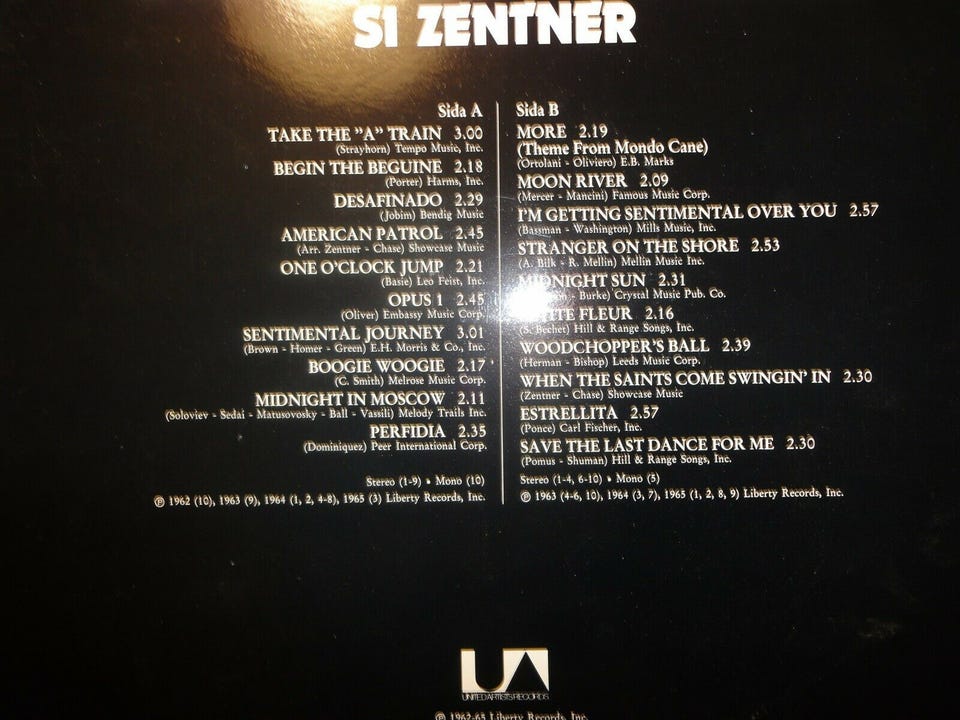 SI ZENTNER
Sida A
TAKE THE "A" TRAIN 3.00
(Strayhorn) Tempo Music, Inc.
BEGIN THE BEGUINE 2.18
(Porter) Harms, Inc.
DESAFINADO 2.29
(Jobim) Bendig Music
AMERICAN PATROL 2.45
(Arr. Zentner - Chase) Showcase Music
ONE O'CLOCK JUMP 2.21
(Basie) Leo Feist, Inc.
OPUS 1 2.45
(Oliver) Embassy Music Corp.
SENTIMENTAL JOURNEY 3.01
(Brown - Homer - Green) E.H. Morris & Co., Inc.
BOOGIE WOOGIE 2.17
(C. Smith) Melrose Music Corp.
MIDNIGHT IN MOSCOW 2.11
(Soloviev - Sedai - Matusovosky - Ball - Vassili) Melody Trails Inc.
PERFIDIA 2.35
(Dominiquez) Peer International Corp.
Stereo (1-9) • Mono (10)
℗ 1962 (10), 1963 (9), 1964 (1, 2, 4-8), 1965 (3) Liberty Records, Inc.
Sida B
MORE 2.19
(Theme From Mondo Cane)
(Ortolani - Oliviero) E.B. Marks
MOON RIVER 2.09
(Mercer - Mancini) Famous Music Corp.
I'M GETTING SENTIMENTAL OVER YOU 2.57
(Bassman - Washington) Mills Music, Inc.
STRANGER ON THE SHORE 2.53
(A. Bilk - R. Mellin) Mellin Music Inc.
MIDNIGHT SUN 2.31
- Burke) Crystal Music Pub. Co.
FLEUR 2.16
(S. Bechet) Hill & Range Songs, Inc.
WOODCHOPPER'S BALL 2.39
(Herman - Bishop) Leeds Music Corp.
WHEN THE SAINTS COME SWINGIN' IN 2.30
(Zentner - Chase) Showcase Music
ESTRELLITA 2.57
(Ponce) Carl Fischer, Inc.
SAVE THE LAST DANCE FOR ME 2.30
(Pomus - Shuman) Hill & Range Songs, Inc.
Stereo (1-4, 6-10) • Mono (5)
℗ 1963 (4-6, 10), 1964 (3, 7), 1965 (1, 2, 8, 9) Liberty Records, Inc.
UA
UNITED ARTISTS RECORDS
℗ 1962-65 Liberty Records, Inc.